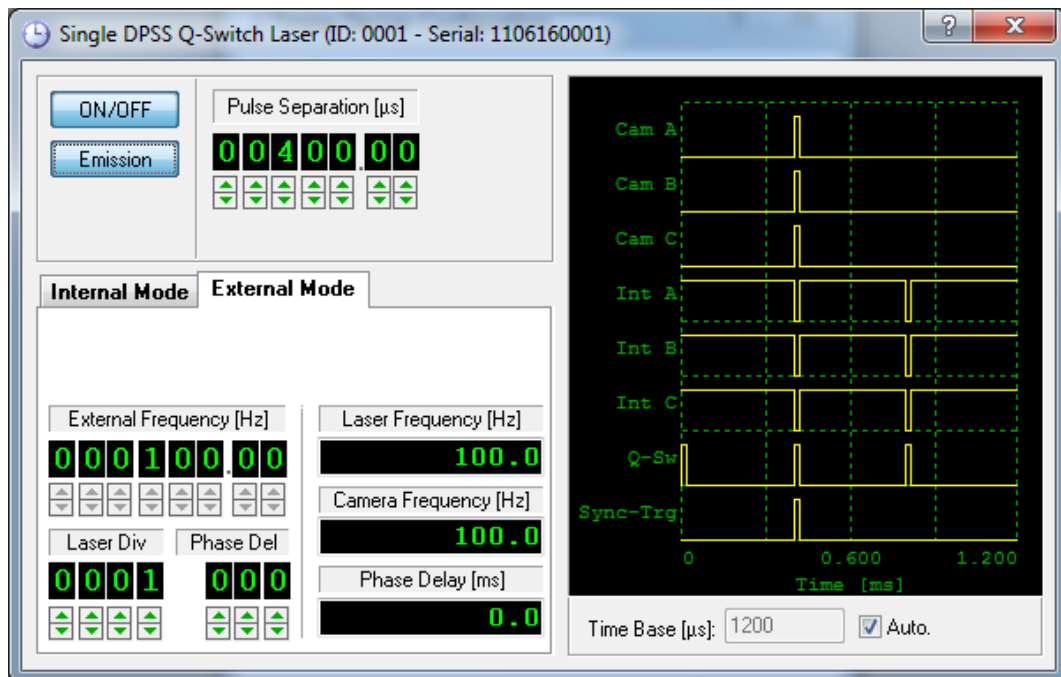 Single DPSS Q-Switch Laser (ID: 0001 - Serial: 1106160001)
ON/OFF
Emission
Pulse Separation [µs]
00400.00
Internal Mode
External Mode
External Frequency [Hz]
000100.00
Laser Div
Phase Del
0001
000
Laser Frequency [Hz]
100.0
Camera Frequency [Hz]
100.0
Phase Delay [ms]
0.0
Cam A
Cam B
Cam C
Int A
Int B
Int C
Q-Sw
Sync-Trg
0 0.600 1.200
Time [ms]
Time Base [µs]: 1200
Auto.